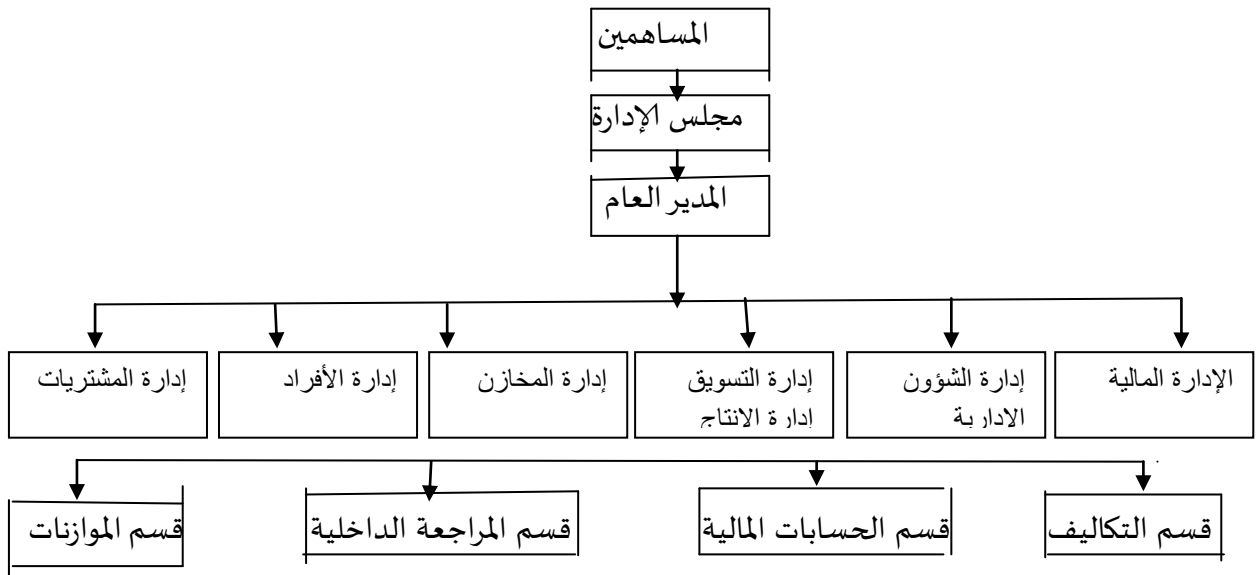 المساهمين
مجلس الإدارة
المدير العام
الإدارة المالية
إدارة الشؤون
الادارية
إدارة التسويق
إدارة الانتاج
إدارة المخازن
إدارة الأفراد
إدارة المشتريات
قسم التكاليف
قسم الحسابات المالية
قسم المراجعة الداخلية
قسم الموازنات